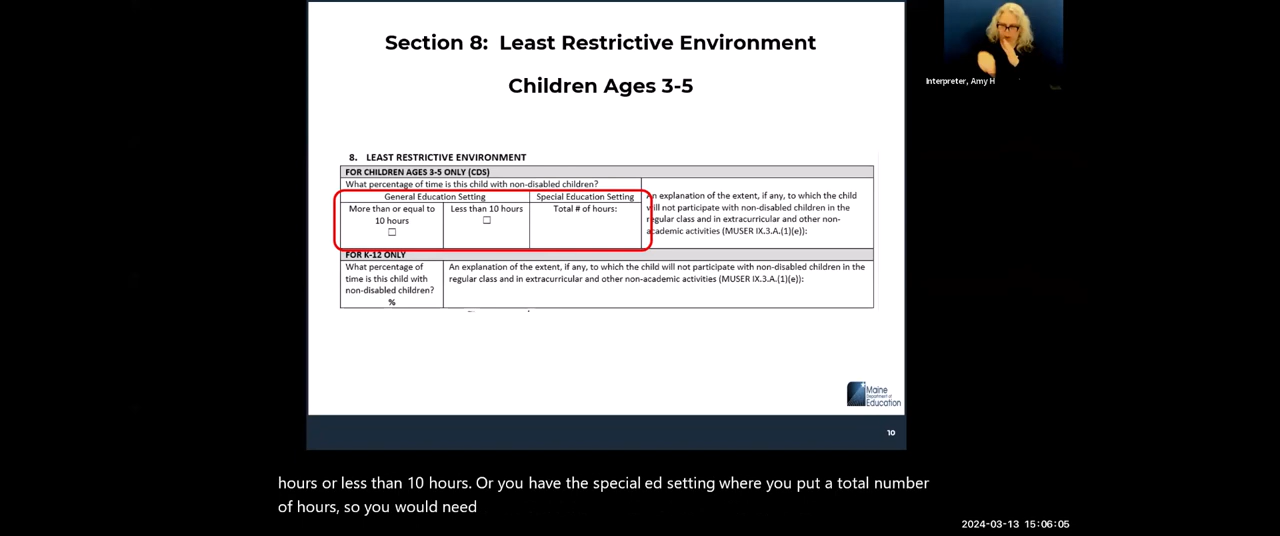 Section 8: Least Restrictive Environment
Children Ages 3-5
Interpreter, Amy H
8. LEAST RESTRICTIVE ENVIRONMENT
FOR CHILDREN AGES 3-5 ONLY (CDS)
What percentage of time is this child with non-disabled children?
General Education Setting
Special Education Setting
More than or equal to
10 hours
☐
Less than 10 hours
☐
Total # of hours:
An explanation of the extent, if any, to which the child
will not participate with non-disabled children in the
regular class and in extracurricular and other non-
academic activities (MUSER IX.3.A.(1)(e)):
FOR K-12 ONLY
What percentage of
time is this child with
non-disabled children?
%
An explanation of the extent, if any, to which the child will not participate with non-disabled children in the
regular class and in extracurricular and other non-academic activities (MUSER IX.3.A.(1)(e)):
Maine
Department of
Education
10
hours or less than 10 hours. Or you have the special ed setting where you put a total number
of hours, so you would need
2024-03-13 15:06:05